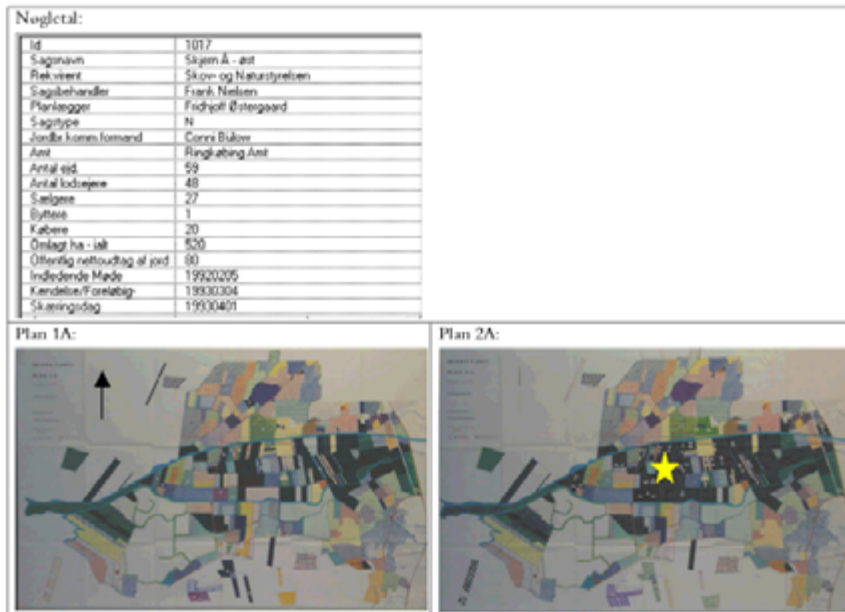 Nøgletal:
Id 1017
Sagsnavn Skjern Å - øst
Rekvirent Skov- og Naturstyrelsen
Sagsbehandler Frank Nielsen
Planlægger Fridhjoff Østergaard
Sagstype N
Jordbr.komm.formand Conni Bülow
Amt Ringkøbing Amt
Antal ejd. 59
Antal lodsejere 48
Sælgere 27
Byttere 1
Købere 20
Omlagt ha - ialt 520
Offentlig nettoudtag af jord 80
Indledende Møde 19920205
Kendelse/Foreløbig- 19930304
Skæringsdag 19930401
Plan 1A:
Plan 2A: